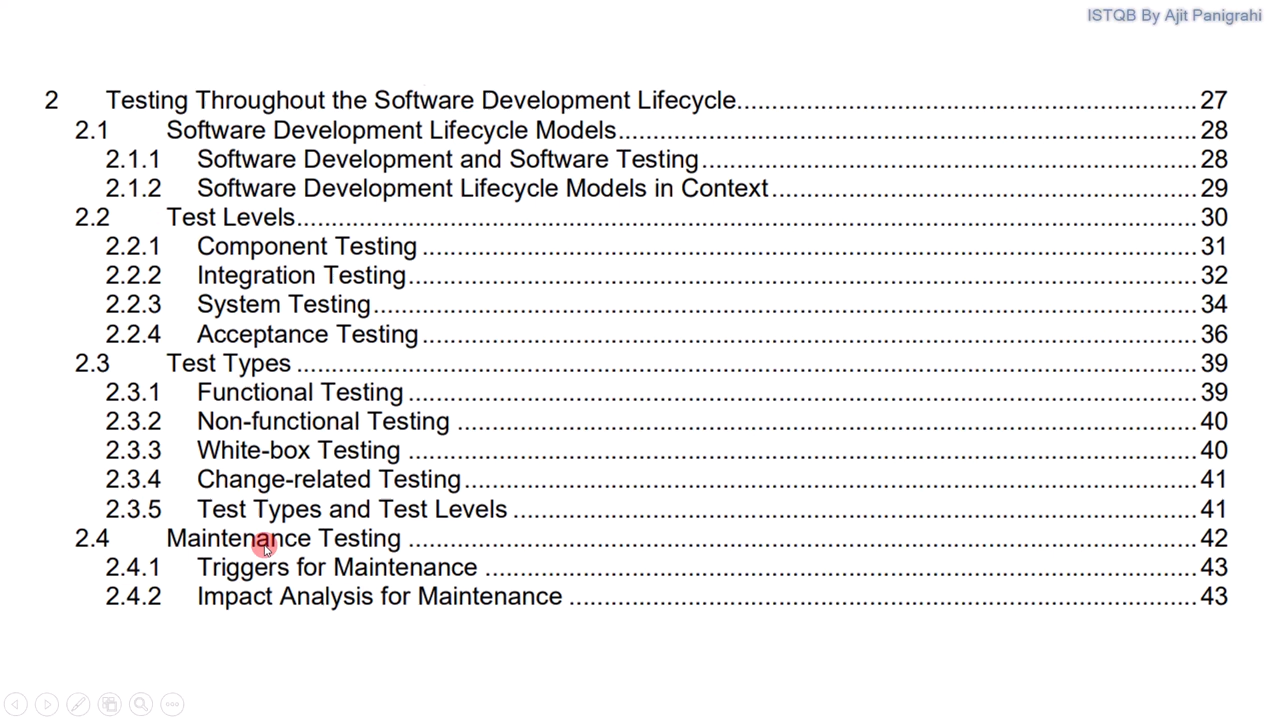 ISTQB By Ajit Panigrahi
2 Testing Throughout the Software Development Lifecycle 27
2.1 Software Development Lifecycle Models 28
2.1.1 Software Development and Software Testing 28
2.1.2 Software Development Lifecycle Models in Context 29
2.2 Test Levels 30
2.2.1 Component Testing 31
2.2.2 Integration Testing 32
2.2.3 System Testing 34
2.2.4 Acceptance Testing 36
2.3 Test Types 39
2.3.1 Functional Testing 39
2.3.2 Non-functional Testing 40
2.3.3 White-box Testing 40
2.3.4 Change-related Testing 41
2.3.5 Test Types and Test Levels 41
2.4 Maintenance Testing 42
2.4.1 Triggers for Maintenance 43
2.4.2 Impact Analysis for Maintenance 43